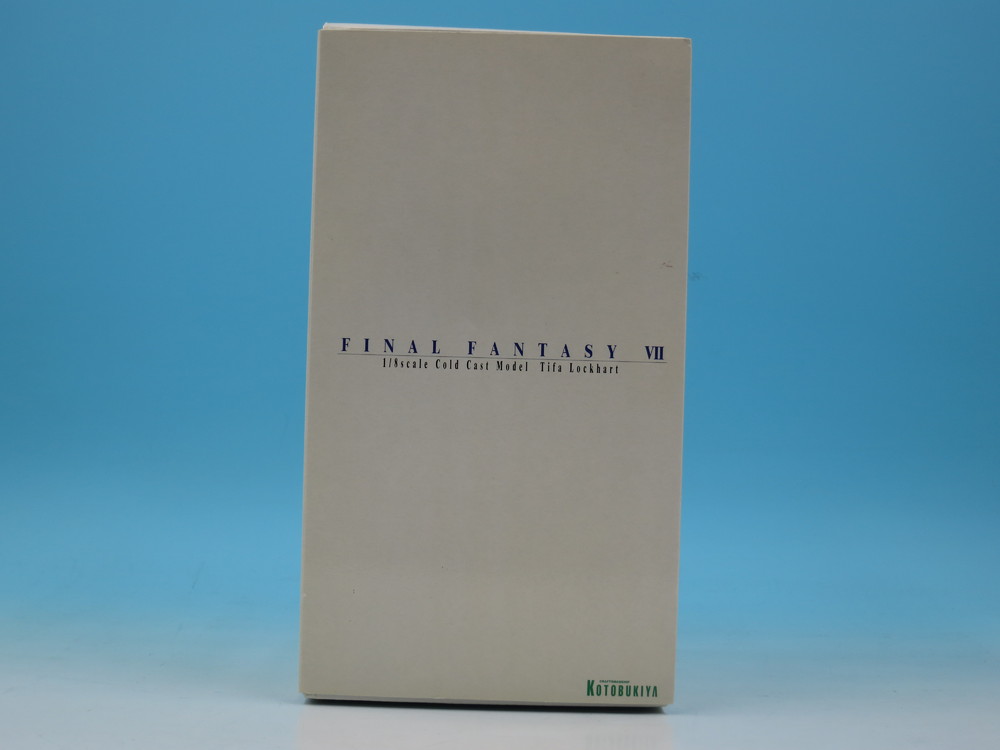 FINAL FANTASY VII
1/8scale Cold Cast Model Tifa Lockhart
KOTOBUKIYA